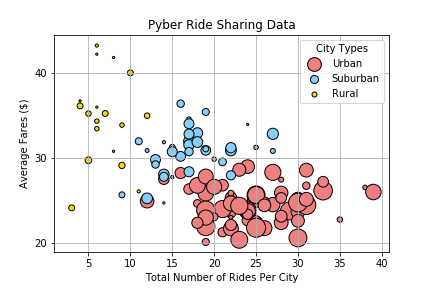 Pyber Ride Sharing Data
City Types
Urban
Suburban
Rural
40
30
20
Average Fares ($)
5 10 15 20 25 30 35 40
Total Number of Rides Per City